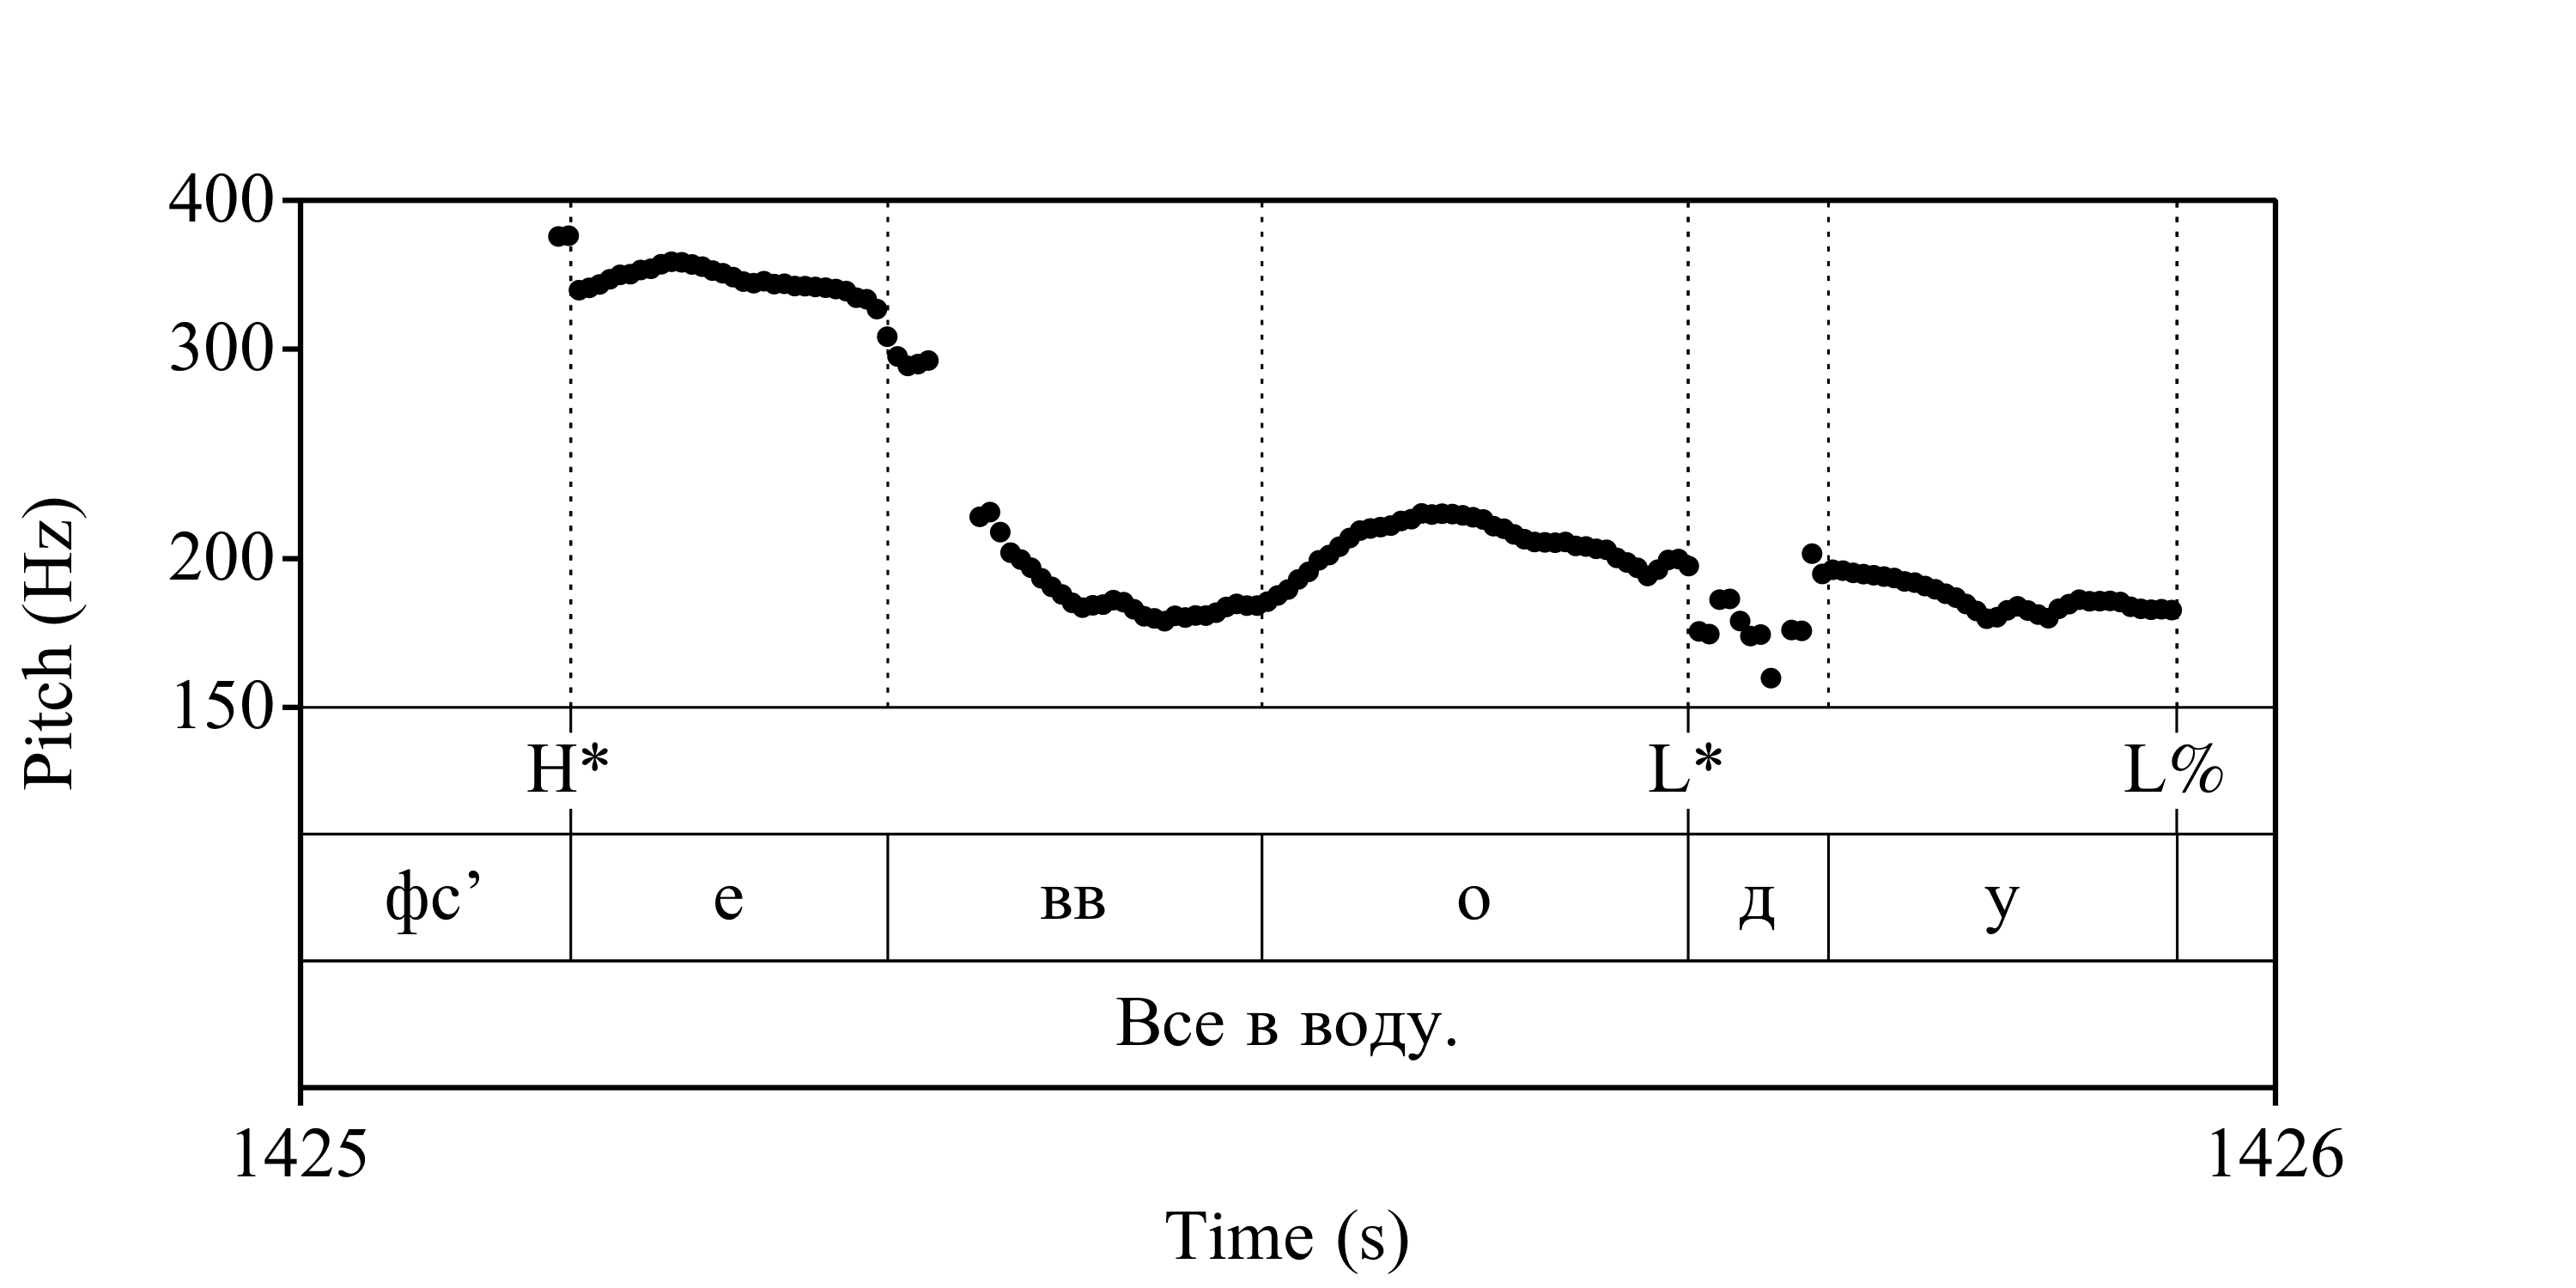 400
300
200
150
Pitch (Hz)
H* L* L%
фс’ е вв о д у
Все в воду.
1425 1426
Time (s)